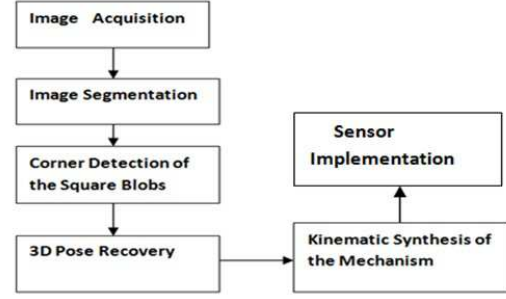 Image Acquisition
Image Segmentation
Corner Detection of
the Square Blobs
3D Pose Recovery
Kinematic Synthesis of
the Mechanism
Sensor
Implementation